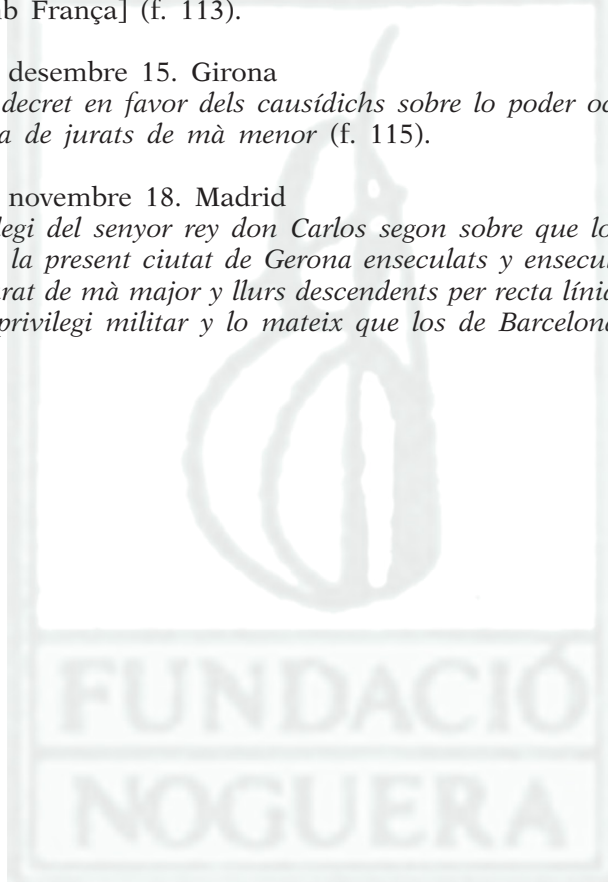 b França] (f. 113).
desembre 15. Girona
decret en favor dels causídichs sobre lo poder oc
a de jurats de mà menor (f. 115).
novembre 18. Madrid
legi del senyor rey don Carlos segon sobre que lo
la present ciutat de Gerona enseculats y ensecul
rat de mà major y llurs descendents per recta línia
privilegi militar y lo mateix que los de Barcelona
FUNDACIÓ
NOGUERA